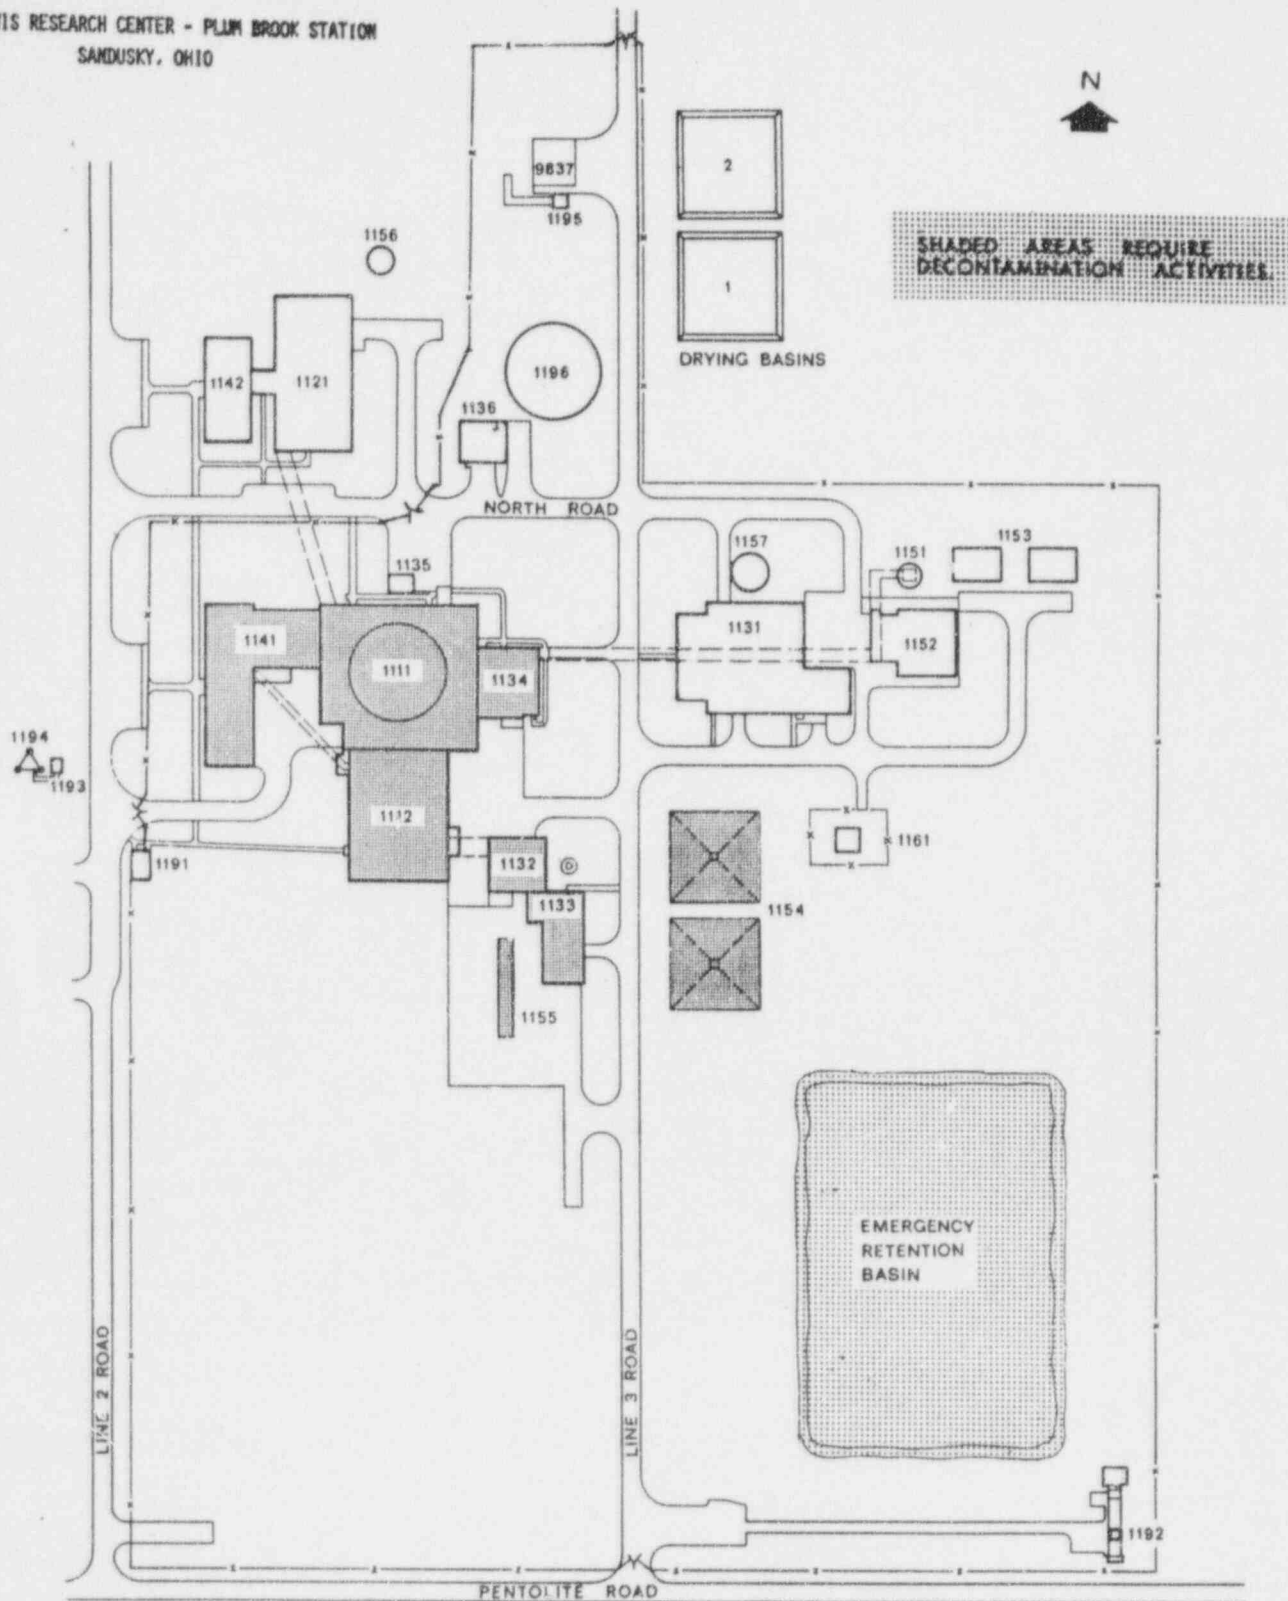 RESEARCH CENTER - PLUM BROOK STATION
SANDUSKY, OHIO
N
9837
2
1195
SHADED AREAS REQUIRE
DECONTAMINATION ACTIVITIES.
1156
1
DRYING BASINS
1142
1121
1196
1136
NORTH ROAD
1157
1151
1153
1135
1141
1131
1152
1111
1134
1194
1193
1112
1161
1191
1132
D
1133
1154
1155
EMERGENCY
RETENTION
BASIN
LINE 2 ROAD
LINE 3 ROAD
1192
PENTOLITE ROAD